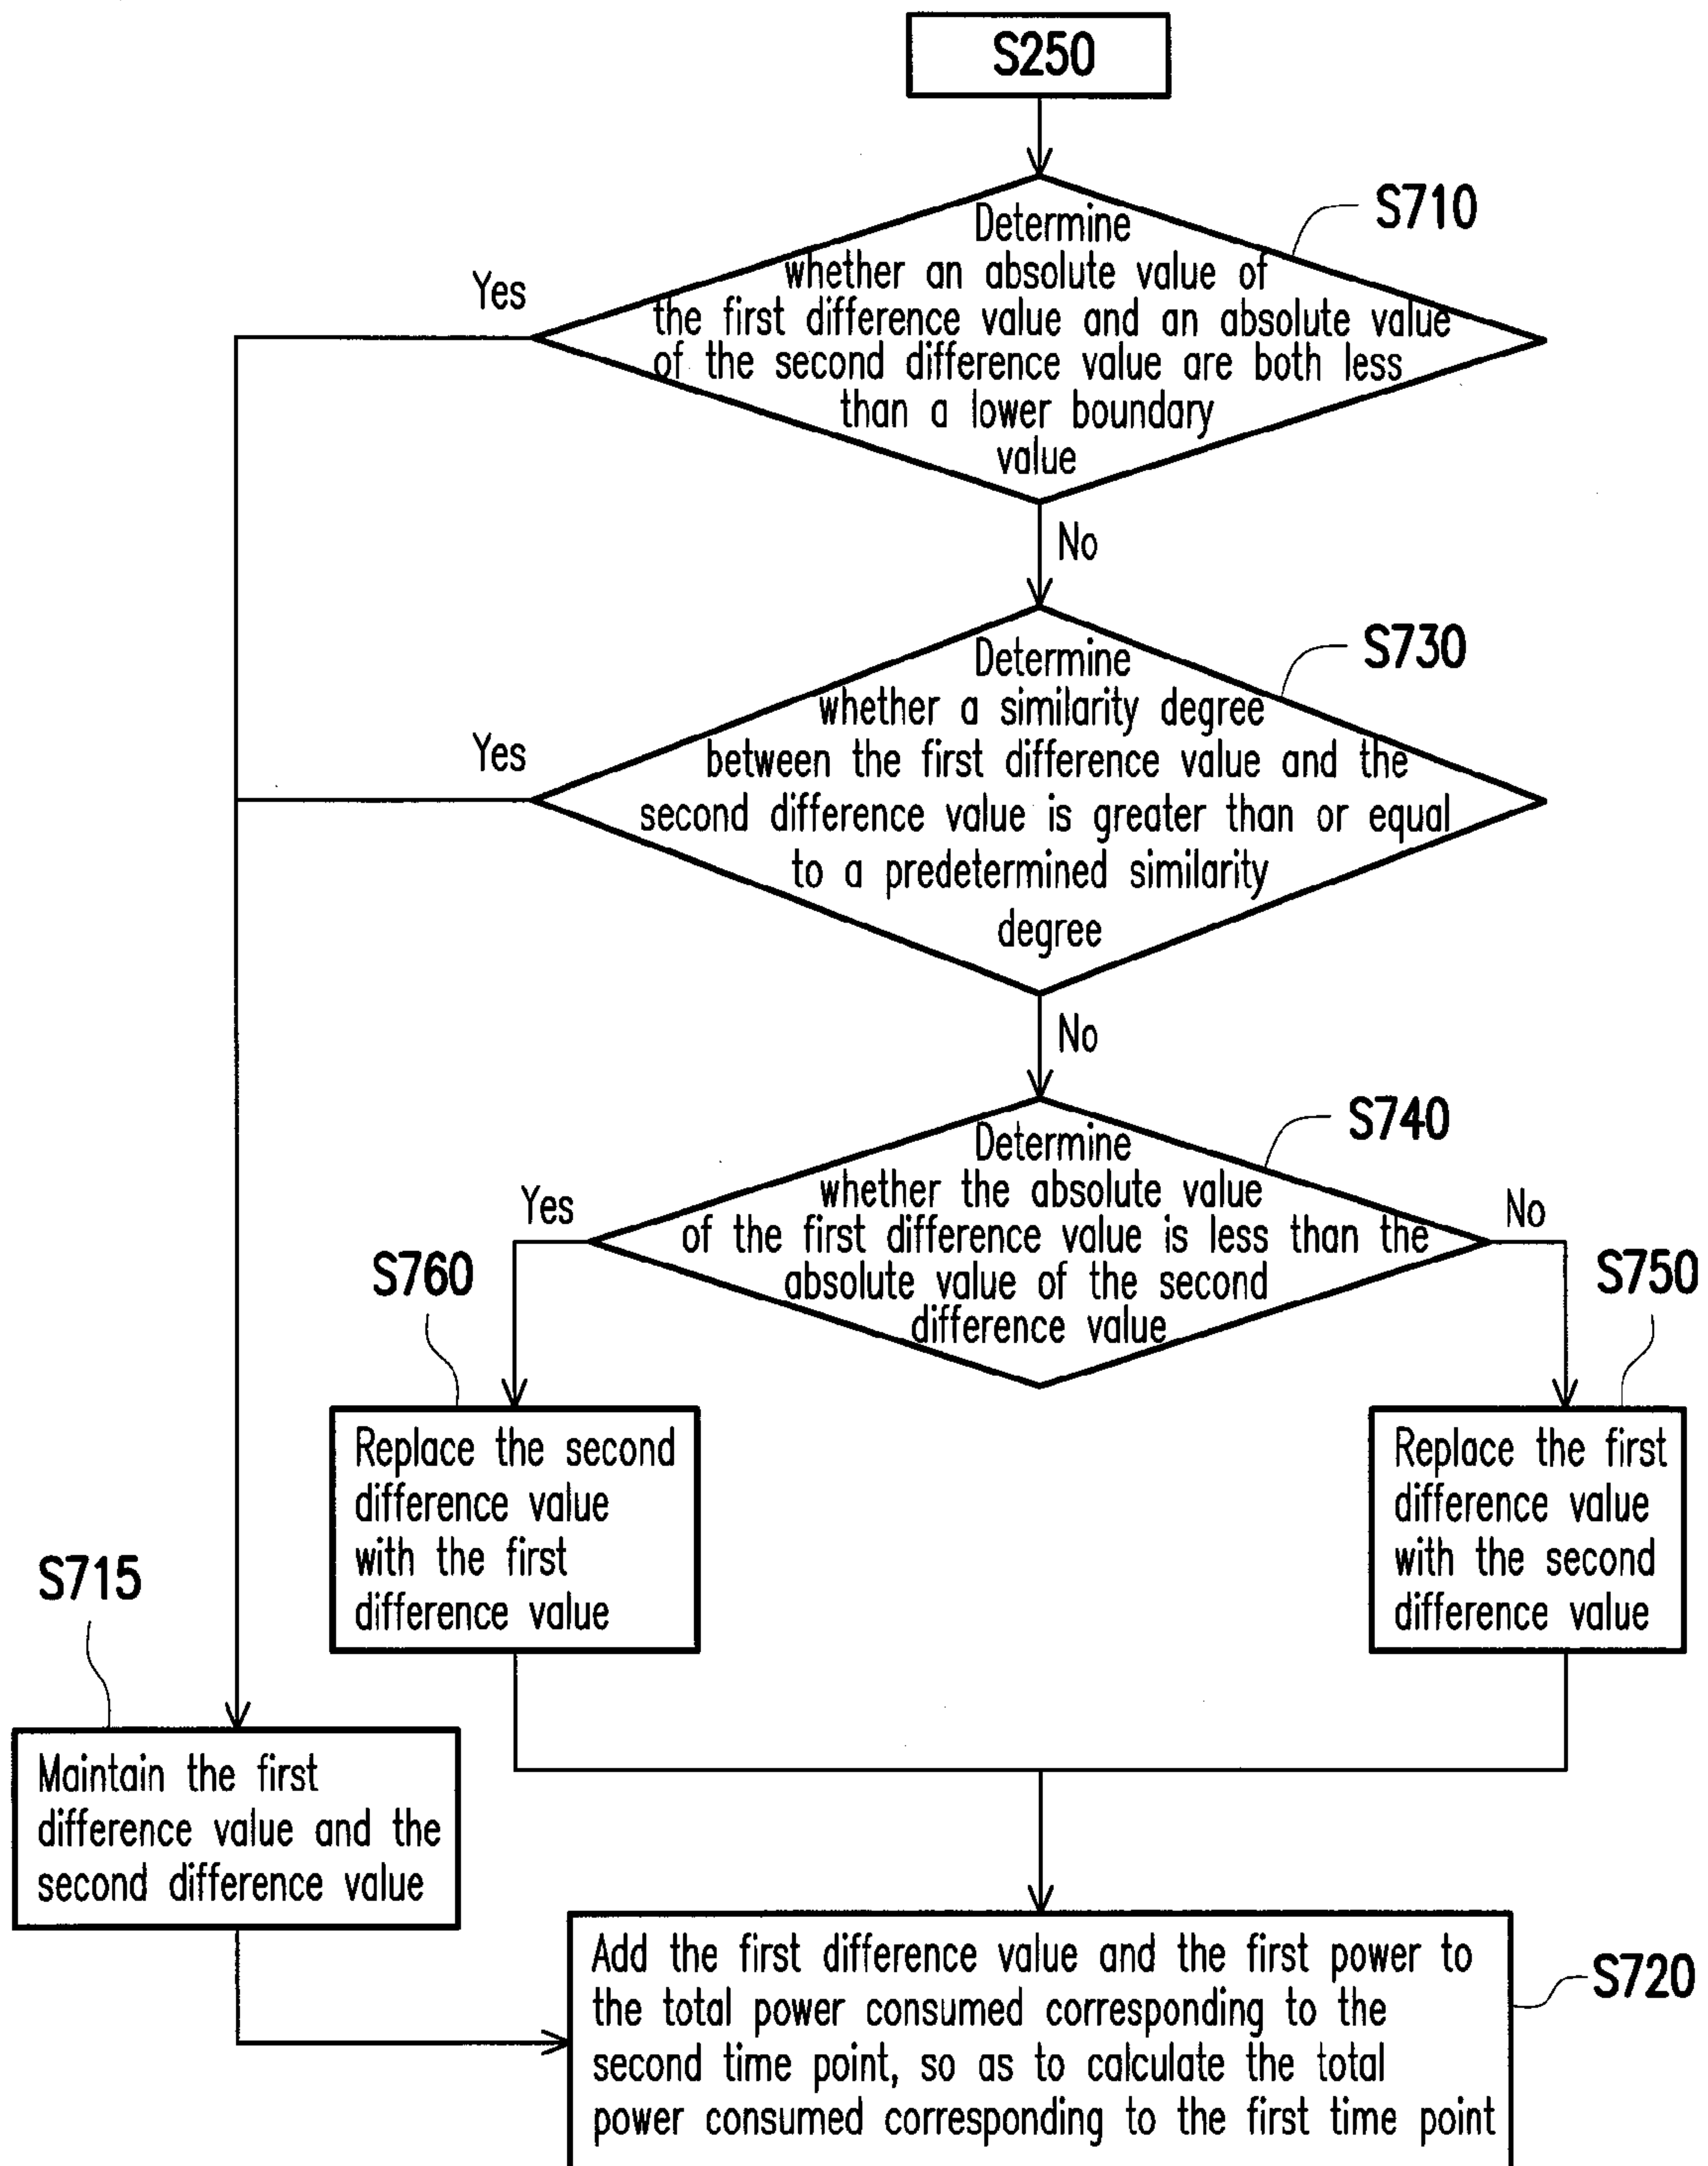 S250
S710
Determine
whether an absolute value of
the first difference value and an absolute value
of the second difference value are both less
than a lower boundary
value
Yes
No
S730
Determine
whether a similarity degree
between the first difference value and the
second difference value is greater than or equal
to a predetermined similarity
degree
Yes
No
S740
Determine
whether the absolute value
of the first difference value is less than the
absolute value of the second
difference value
Yes
No
S760
Replace the second
difference value
with the first
difference value
S750
Replace the first
difference value
with the second
difference value
S715
Maintain the first
difference value and the
second difference value
S720
Add the first difference value and the first power to
the total power consumed corresponding to the
second time point, so as to calculate the total
power consumed corresponding to the first time point